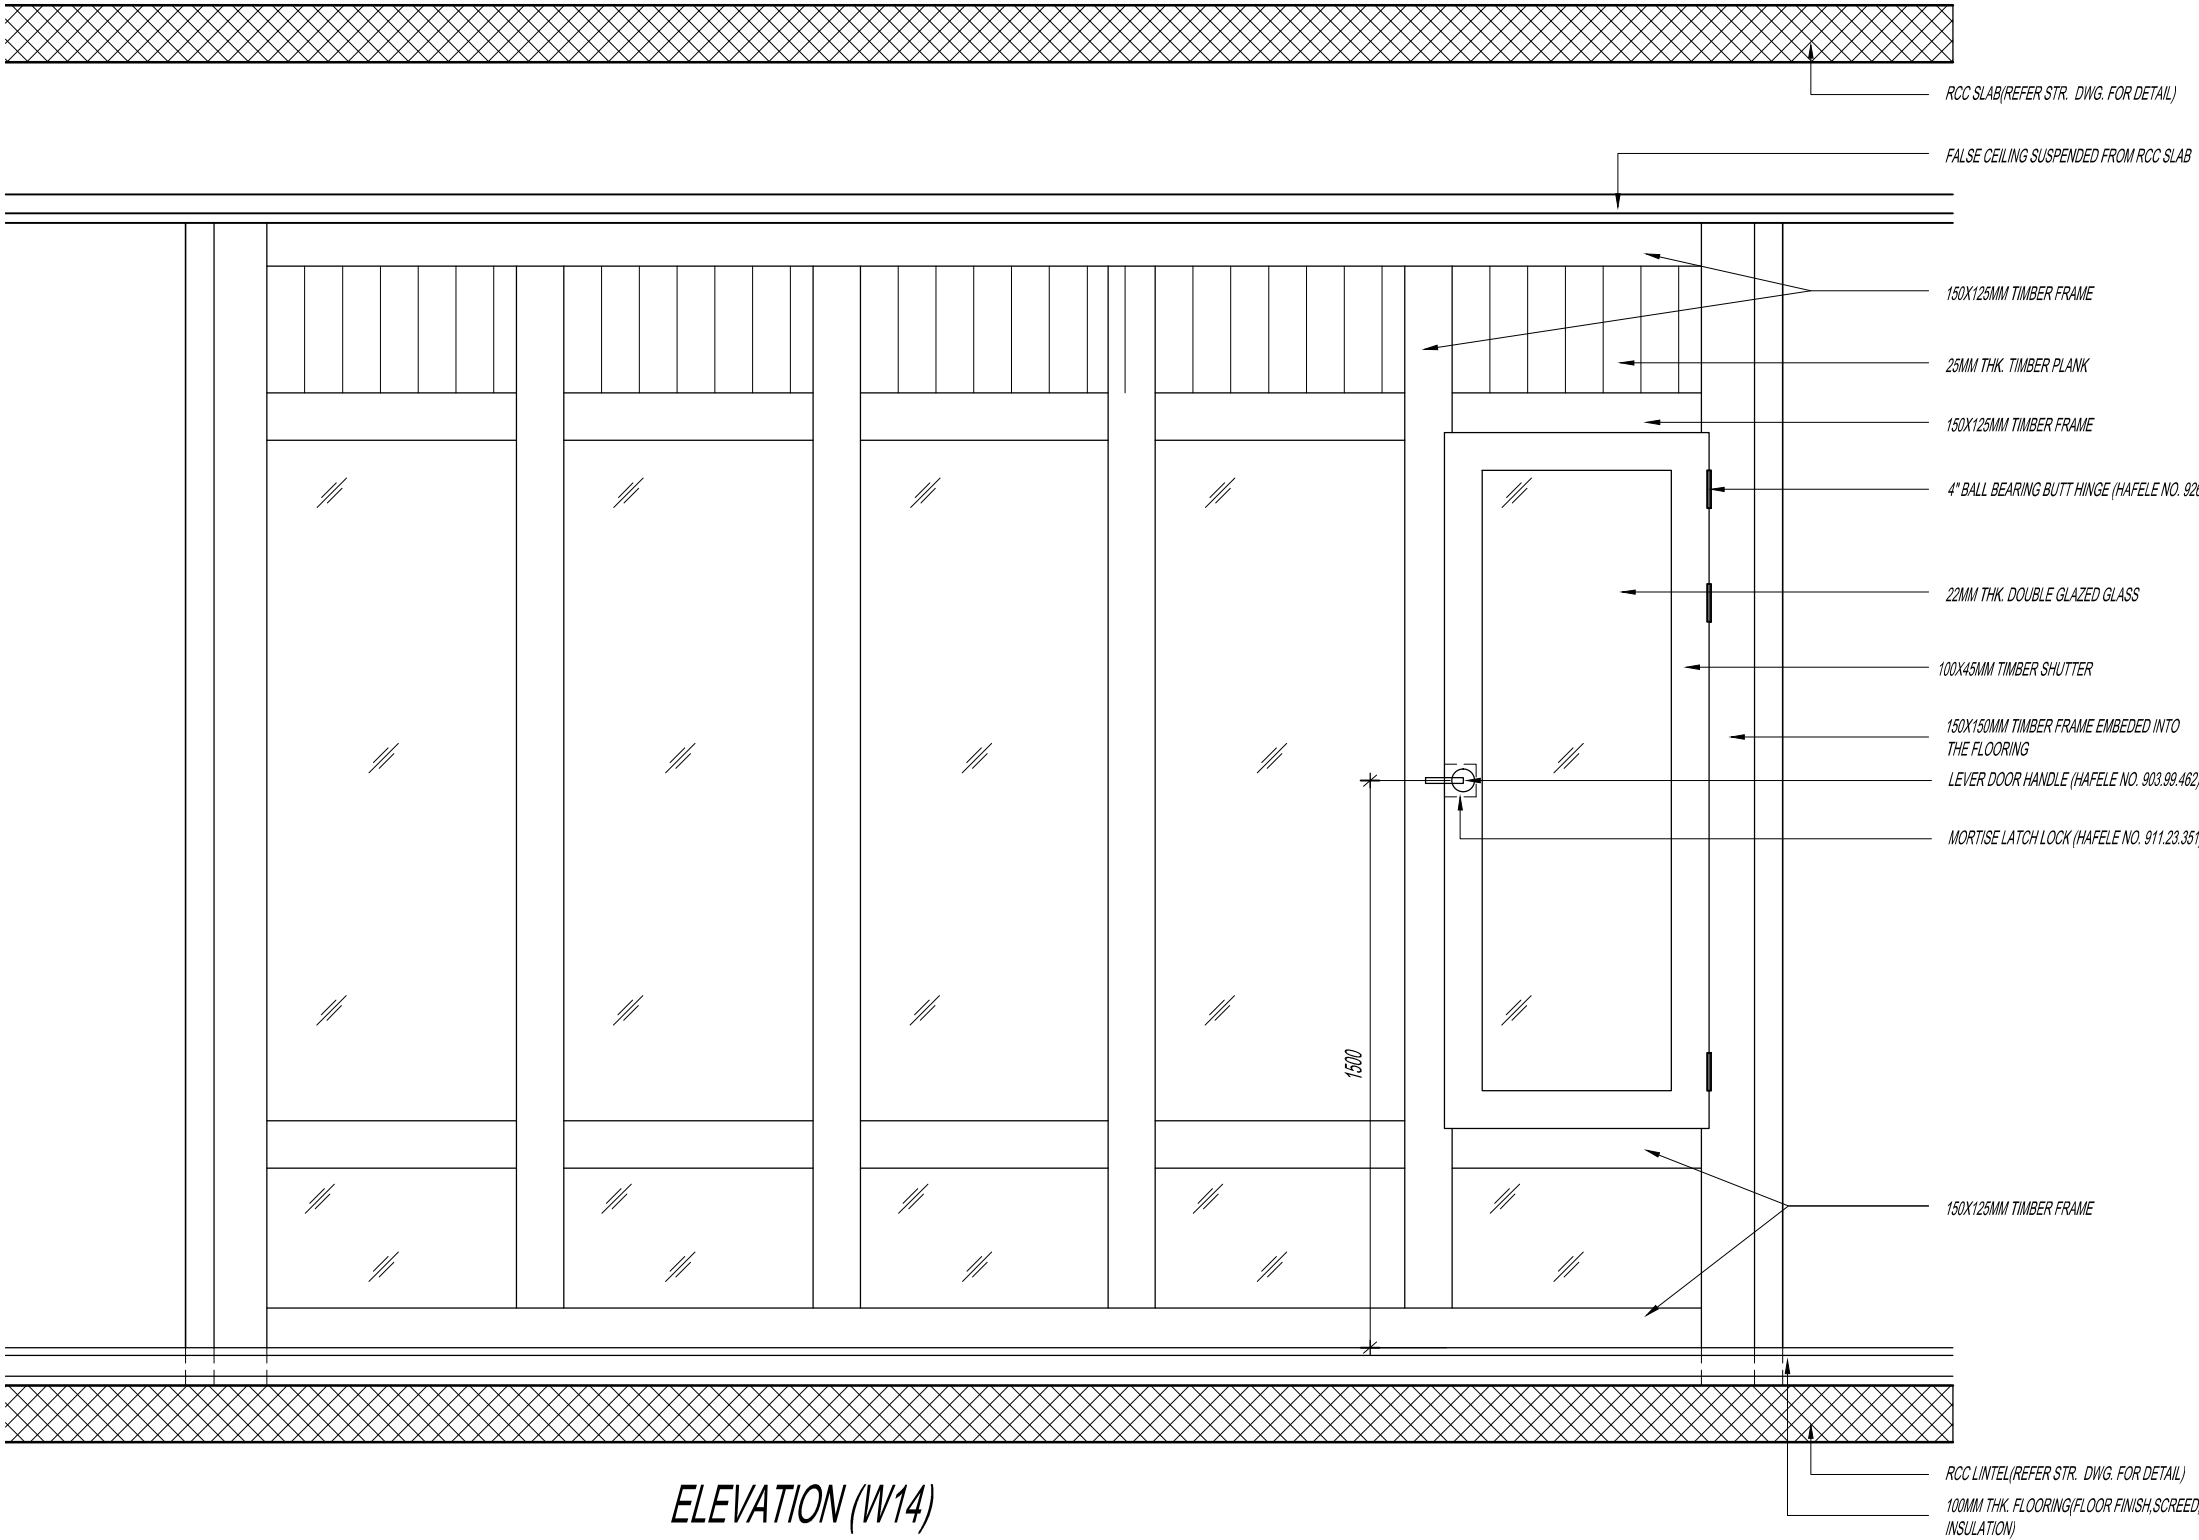 RCC SLAB(REFER STR. DWG. FOR DETAIL)
FALSE CEILING SUSPENDED FROM RCC SLAB
150X125MM TIMBER FRAME
25MM THK. TIMBER PLANK
150X125MM TIMBER FRAME
4" BALL BEARING BUTT HINGE (HAFELE NO.
22MM THK. DOUBLE GLAZED GLASS
100X45MM TIMBER SHUTTER
150X150MM TIMBER FRAME EMBEDED INTO
THE FLOORING
LEVER DOOR HANDLE (HAFELE NO. 903.99.462)
MORTISE LATCH LOCK (HAFELE NO. 911.23.351)
1500
150X125MM TIMBER FRAME
RCC LINTEL(REFER STR. DWG. FOR DETAIL)
100MM THK. FLOORING(FLOOR FINISH,SCREED,
INSULATION)
ELEVATION (W14)